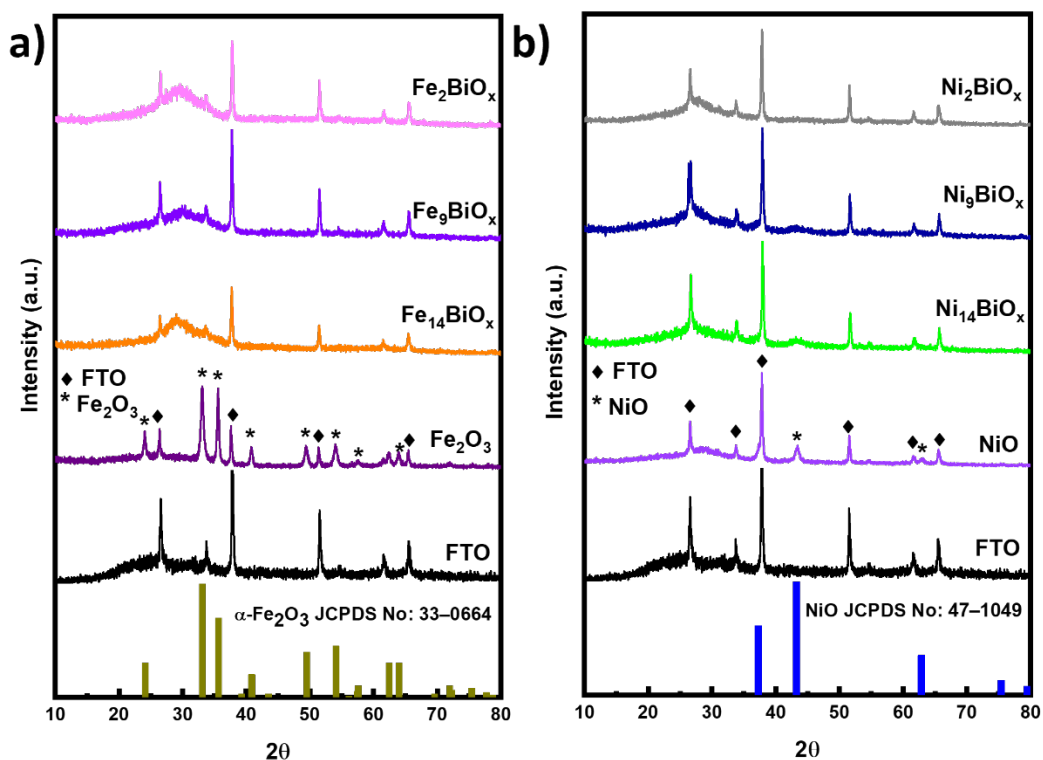 a)
Fe₂BiOₓ
Fe₉BiOₓ
Fe₁₄BiOₓ
♦ FTO
* Fe₂O₃
Fe₂O₃
FTO
α-Fe₂O₃ JCPDS No: 33–0664
Intensity (a.u.)
10 20 30 40 50 60 70 80
2θ
b)
Ni₂BiOₓ
Ni₉BiOₓ
Ni₁₄BiOₓ
♦ FTO
* NiO
NiO
FTO
NiO JCPDS No: 47–1049
Intensity (a.u.)
10 20 30 40 50 60 70 80
2θ